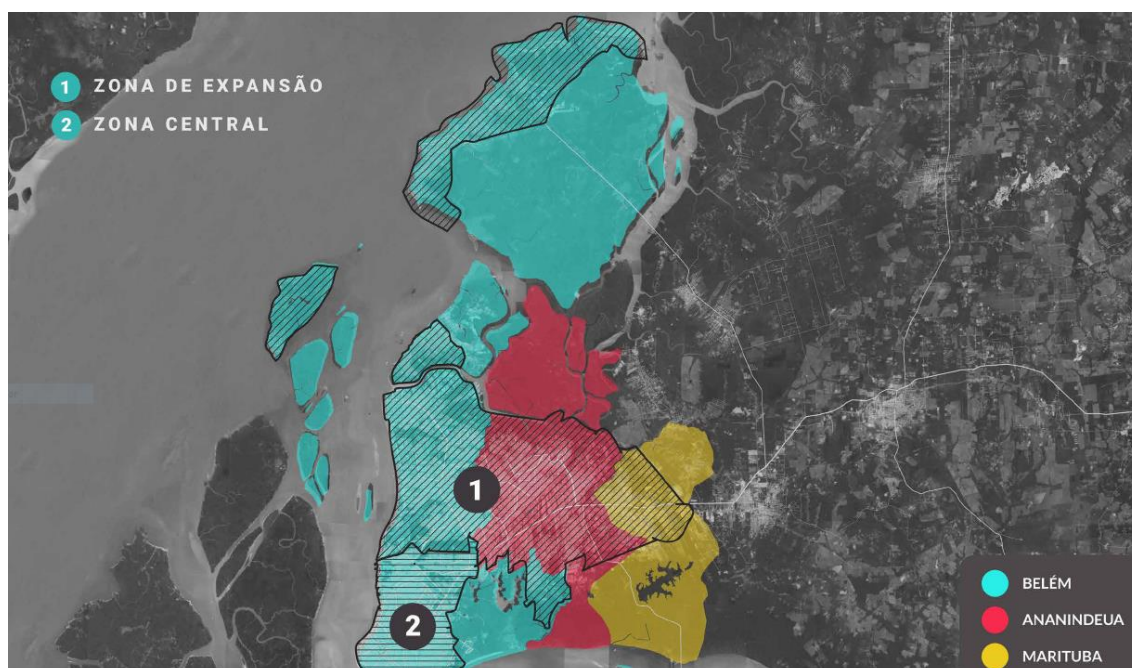 1 ZONA DE EXPANSÃO
2 ZONA CENTRAL
1
2
BELÉM
ANANINDEUA
MARITUBA